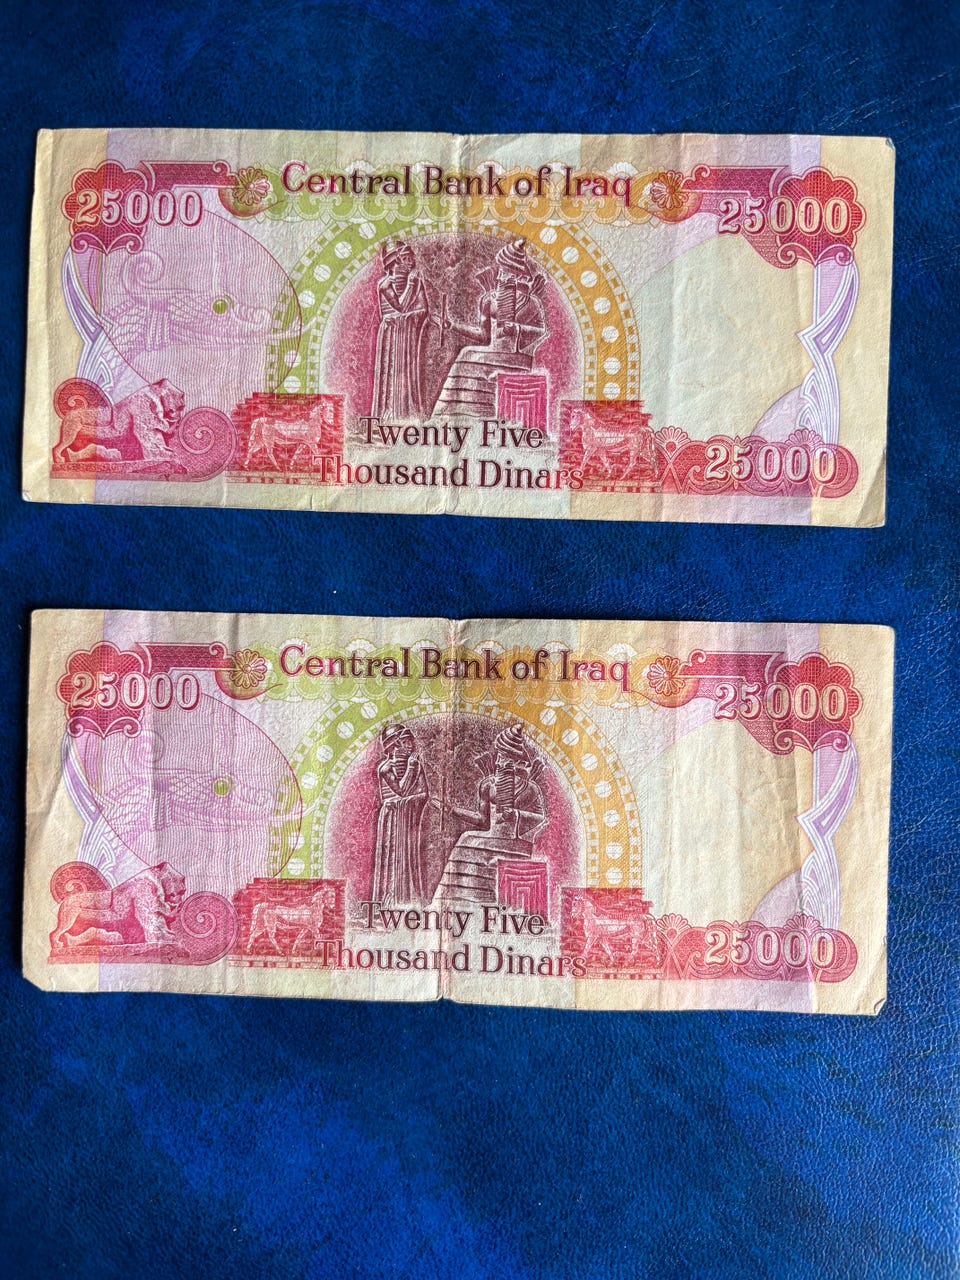 Central Bank of Iraq
25000
25000
Twenty Five
Thousand Dinars
25000
Central Bank of Iraq
25000
25000
Twenty Five
Thousand Dinars
25000